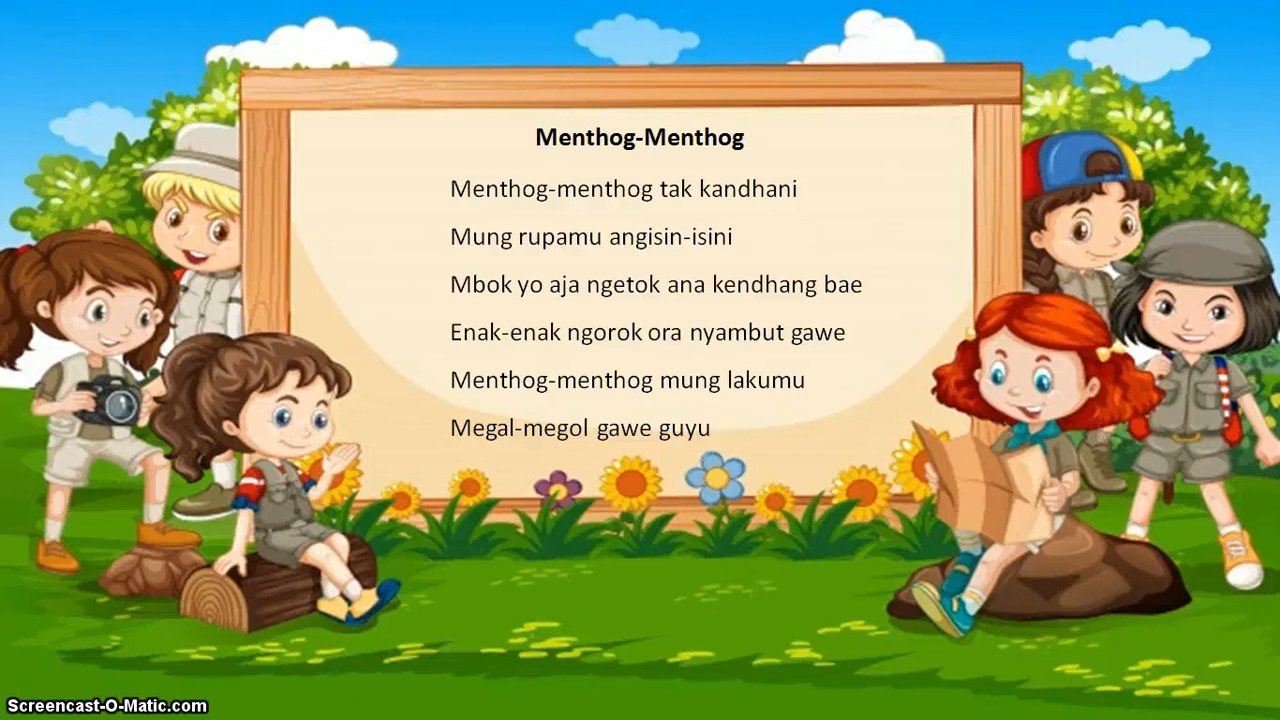 Menthog-Menthog
Menthog-menthog tak kandhani
Mung rupamu angisin-isini
Mbok yo aja ngetok ana kendhang bae
Enak-enak ngorok ora nyambut gawe
Menthog-menthog mung lakumu
Megal-megol gawe guyu
Screencast-O-Matic.com